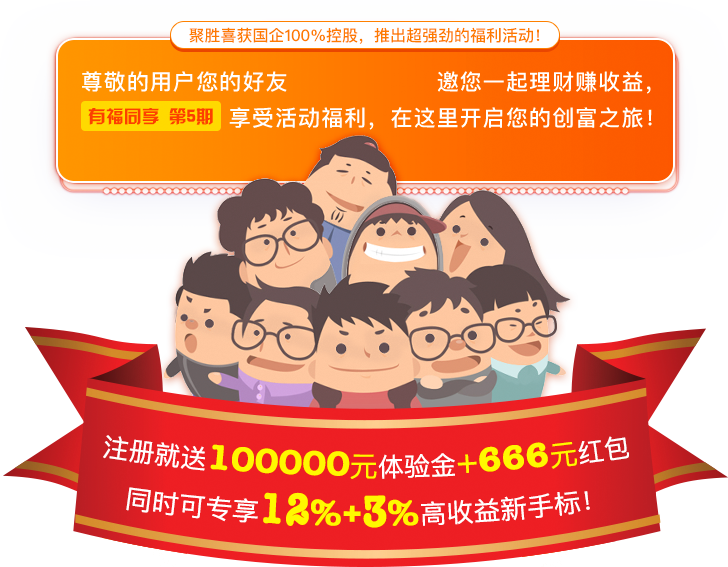 聚胜喜获国企100%控股，推出超强劲的福利活动！
尊敬的用户您的好友 邀您一起理财赚收益，
有福同享 第5期 享受活动福利，在这里开启您的创富之旅！
注册就送100000元体验金+666元红包
同时可专享12%+3%高收益新手标！